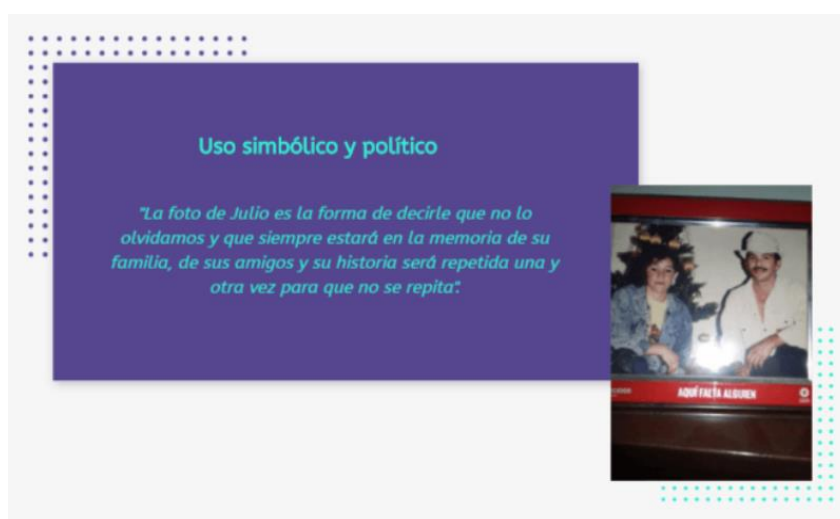 Uso simbólico y político
"La foto de Julio es la forma de decirle que no lo
olvidamos y que siempre estará en la memoria de su
familia, de sus amigos y su historia será repetida una y
otra vez para que no se repita".
AQUÍ FALTA ALGUIEN